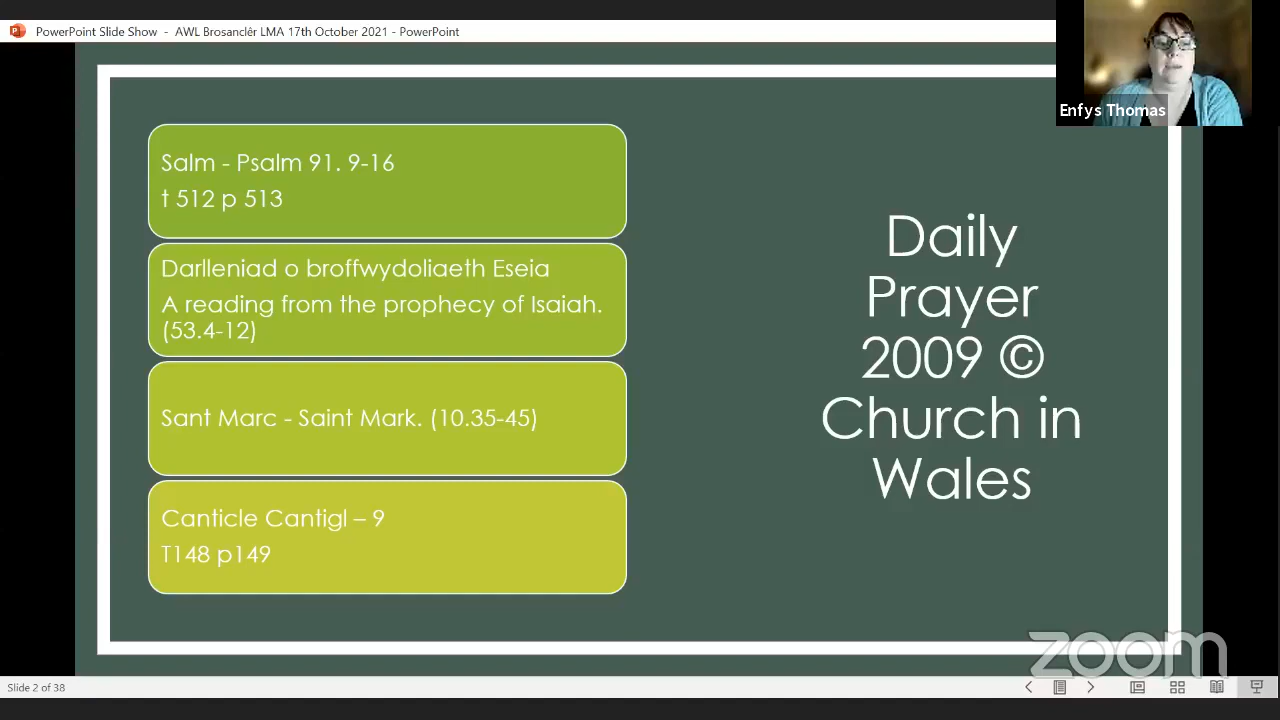 PowerPoint Slide Show - AWL Brosanclêr LMA 17th October 2021 - PowerPoint
Enfys Thomas
Salm - Psalm 91. 9-16
t 512 p 513
Darlleniad o broffwydoliaeth Eseia
A reading from the prophecy of Isaiah.
(53.4-12)
Sant Marc - Saint Mark. (10.35-45)
Canticle Cantigl – 9
T148 p149
Daily
Prayer
2009 ©
Church in
Wales
zoom
Slide 2 of 38